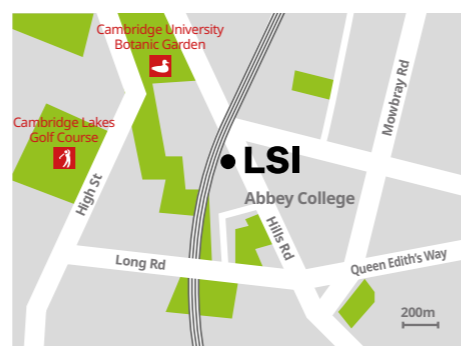 Cambridge University
Botanic Garden
Mowbray Rd
Cambridge Lakes
Golf Course
LSI
Abbey College
High St
Hills Rd
Long Rd
Queen Edith's Way
200m